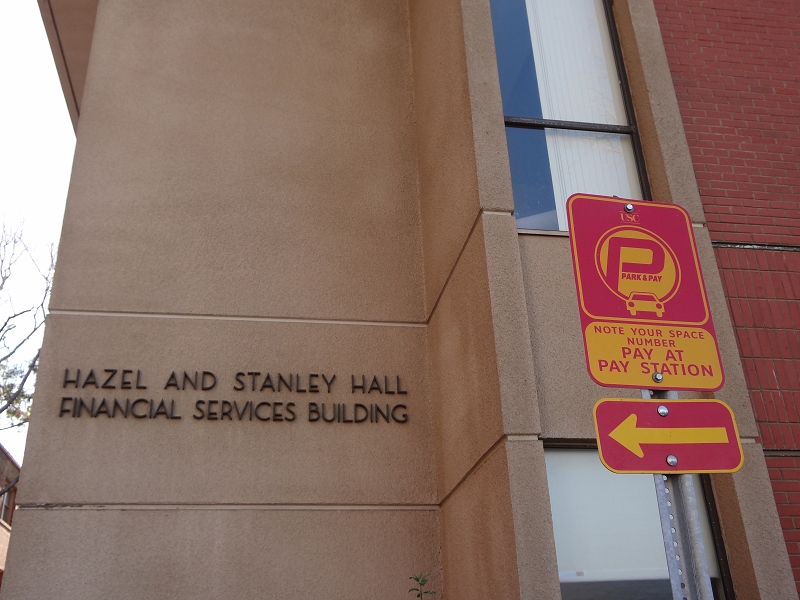 HAZEL AND STANLEY HALL
FINANCIAL SERVICES BUILDING
USC
P
PARK & PAY
NOTE YOUR SPACE
NUMBER
PAY AT
PAY STATION